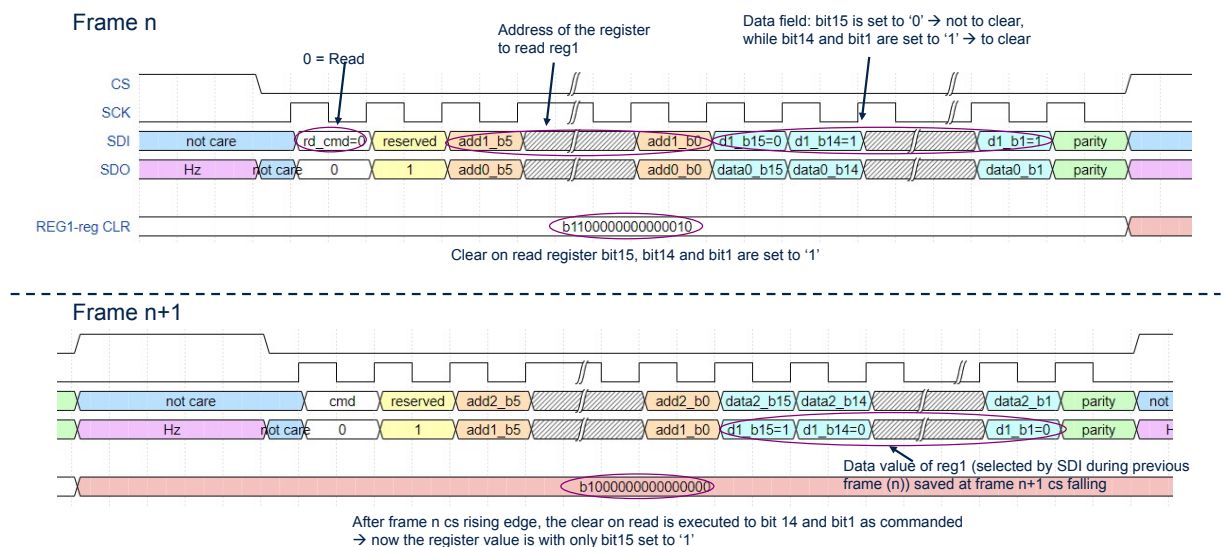 Frame n
Address of the register
to read reg1
Data field: bit15 is set to ‘0’ → not to clear,
while bit14 and bit1 are set to ‘1’ → to clear
0 = Read
CS
SCK
SDI not care rd_cmd=0 reserved add1_b5 add1_b0 d1_b15=0 d1_b14=1 d1_b1=1 parity
SDO Hz not care 0 1 add0_b5 add0_b0 data0_b15 data0_b14 data0_b1 parity
REG1-reg CLR b1100000000000010
Clear on read register bit15, bit14 and bit1 are set to ‘1’
Frame n+1
not care cmd reserved add2_b5 add2_b0 data2_b15 data2_b14 data2_b1 parity not
Hz not care 0 1 add1_b5 add1_b0 d1_b15=1 d1_b14=0 d1_b1=0 parity H
Data value of reg1 (selected by SDI during previous
frame (n)) saved at frame n+1 cs falling
b1000000000000000
After frame n cs rising edge, the clear on read is executed to bit 14 and bit1 as commanded
→ now the register value is with only bit15 set to ‘1’